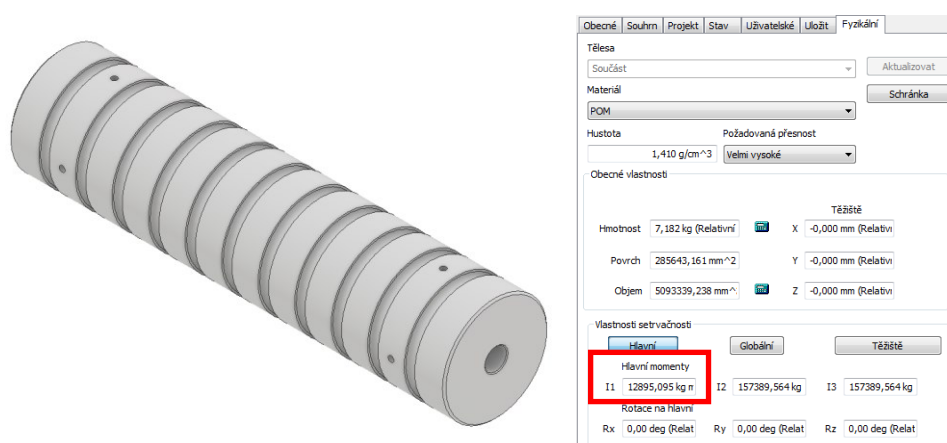 Obecné Souhrn Projekt Stav Uživatelské Uložit Fyzikální
Tělesa
Součást Aktualizovat
Materiál
Schránka
POM
Hustota Požadovaná přesnost
1,410 g/cm^3 Velmi vysoké
Obecné vlastnosti
Těžiště
Hmotnost 7,182 kg (Relativní X -0,000 mm (Relativi
Povrch 285643,161 mm^2 Y -0,000 mm (Relativi
Objem 5093339,238 mm^ Z -0,000 mm (Relativi
Vlastnosti setrvačnosti
Hlavní Globální Těžiště
Hlavní momenty
I1 12895,095 kg m I2 157389,564 kg I3 157389,564 kg
Rotace na hlavní
Rx 0,00 deg (Relat Ry 0,00 deg (Relat Rz 0,00 deg (Relat